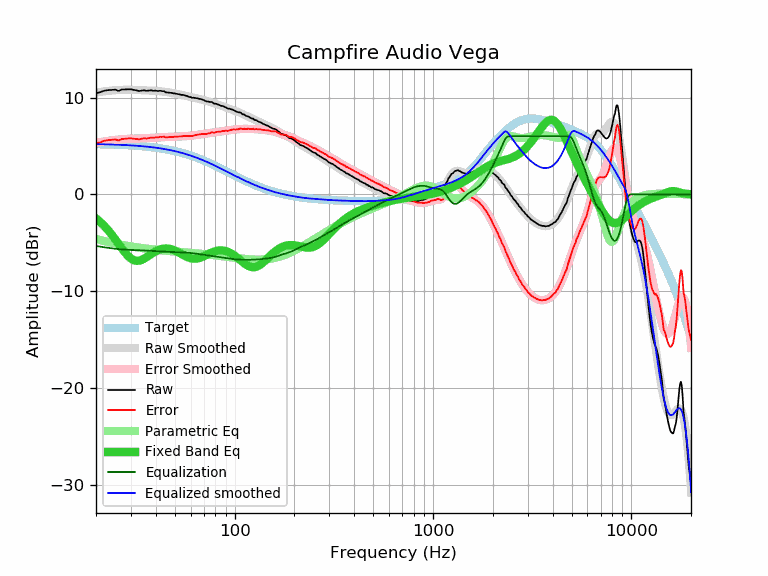 Campfire Audio Vega
Amplitude (dBr)
10
0
−10
−20
−30
Target
Raw Smoothed
Error Smoothed
Raw
Error
Parametric Eq
Fixed Band Eq
Equalization
Equalized smoothed
100
1000
10000
Frequency (Hz)